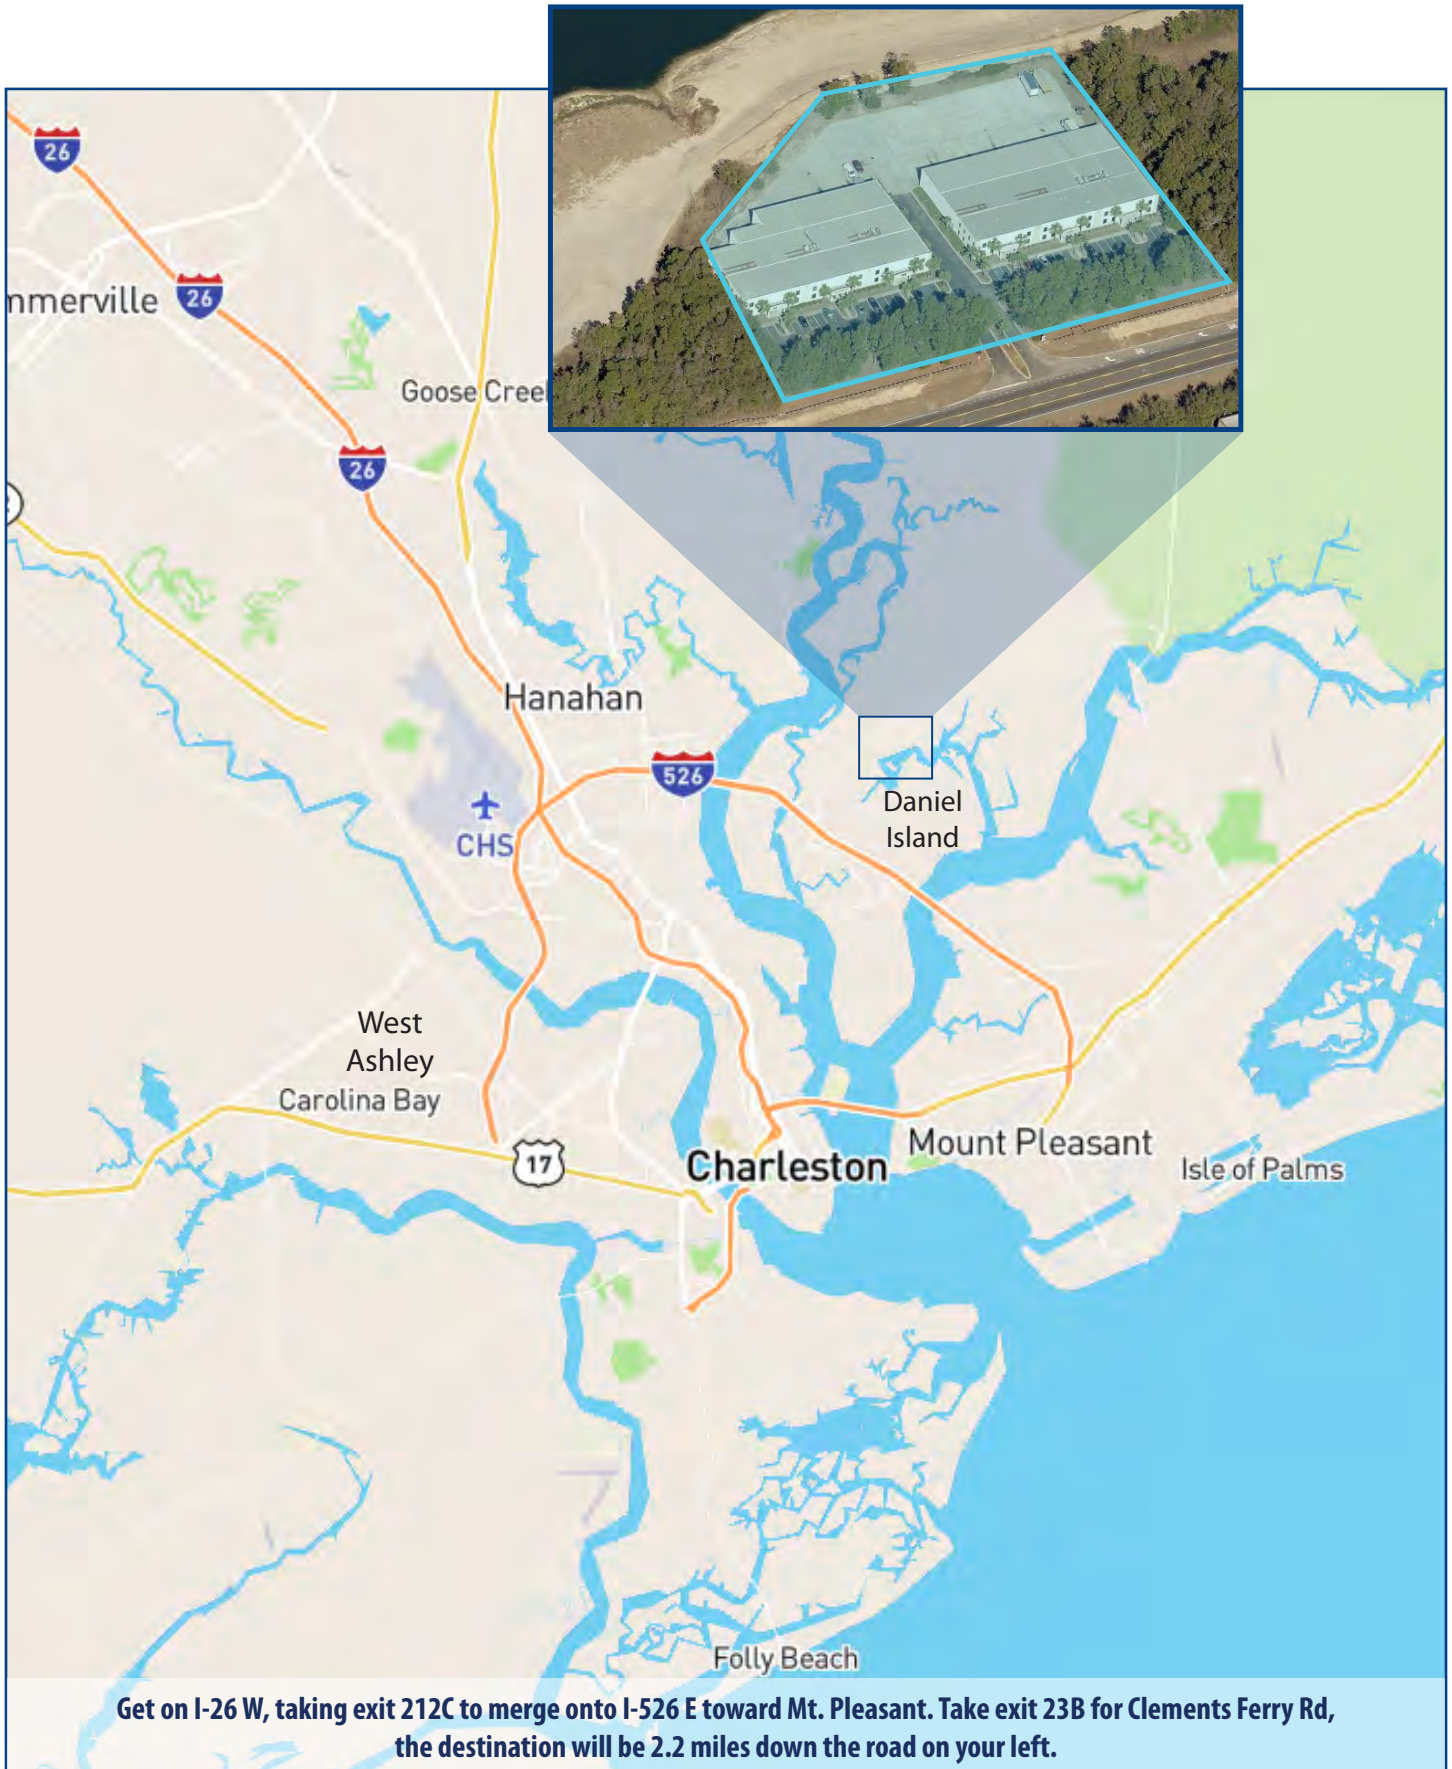 26
mmerville
26
Goose Creek
26
Hanahan
526
CHS
Daniel
Island
West
Ashley
Carolina Bay
17
Charleston
Mount Pleasant
Isle of Palms
Folly Beach
Get on I-26 W, taking exit 212C to merge onto I-526 E toward Mt. Pleasant. Take exit 23B for Clements Ferry Rd,
the destination will be 2.2 miles down the road on your left.